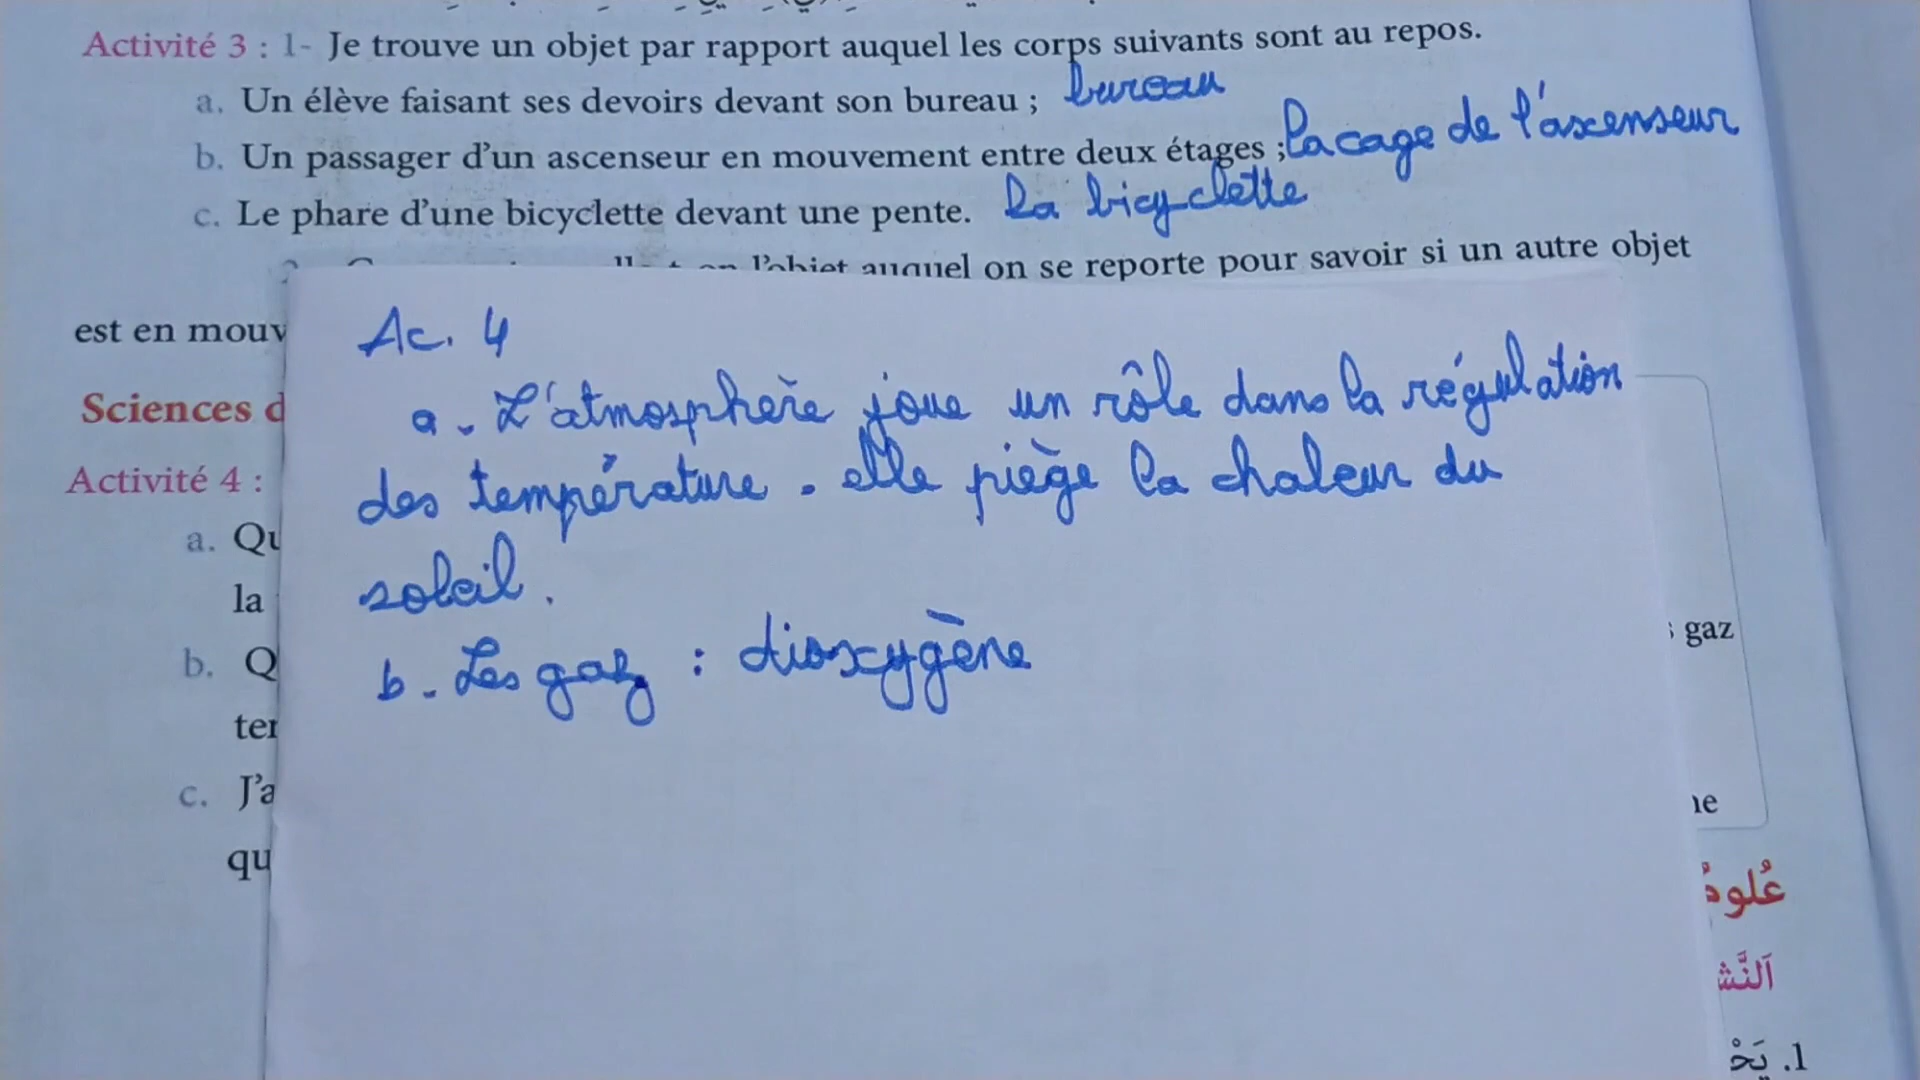 Activité 3 : 1- Je trouve un objet par rapport auquel les corps suivants sont au repos.
a. Un élève faisant ses devoirs devant son bureau ; bureau
b. Un passager d'un ascenseur en mouvement entre deux étages ; la cage de l'ascenseur
c. Le phare d'une bicyclette devant une pente. la bicyclette
l'objet auquel on se reporte pour savoir si un autre objet
est en mouv
Ac. 4
a. L'atmosphère joue un rôle dans la régulation
des température. elle piège la chaleur du
soleil.
b. Les gaz : dioxygène
Sciences d
Activité 4 :
a. Qu
la
b. Q
gaz
ter
c. J'a
ne
qu
عُلوم
اَلنَّش
1. يَحْ